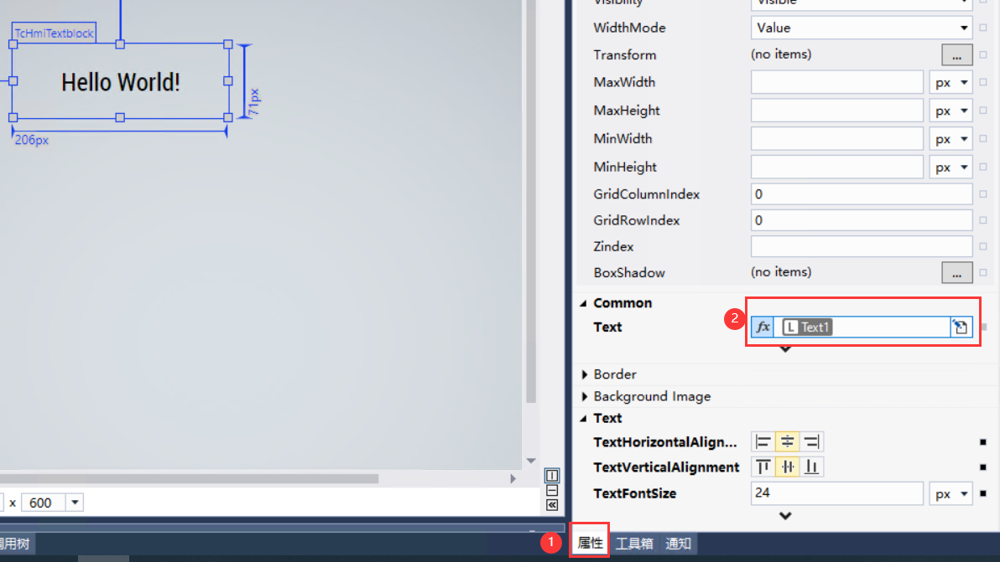 TcHmiTextblock
Hello World!
71px
206px
x 600
Visibility Visible
WidthMode Value
Transform (no items) ...
MaxWidth px
MaxHeight px
MinWidth px
MinHeight px
GridColumnIndex 0
GridRowIndex 0
Zindex
BoxShadow (no items) ...
Common
Text 2 fx L Text1
Border
Background Image
Text
TextHorizontalAlign...
TextVerticalAlignment
TextFontSize 24 px
用树
1 属性 工具箱 通知